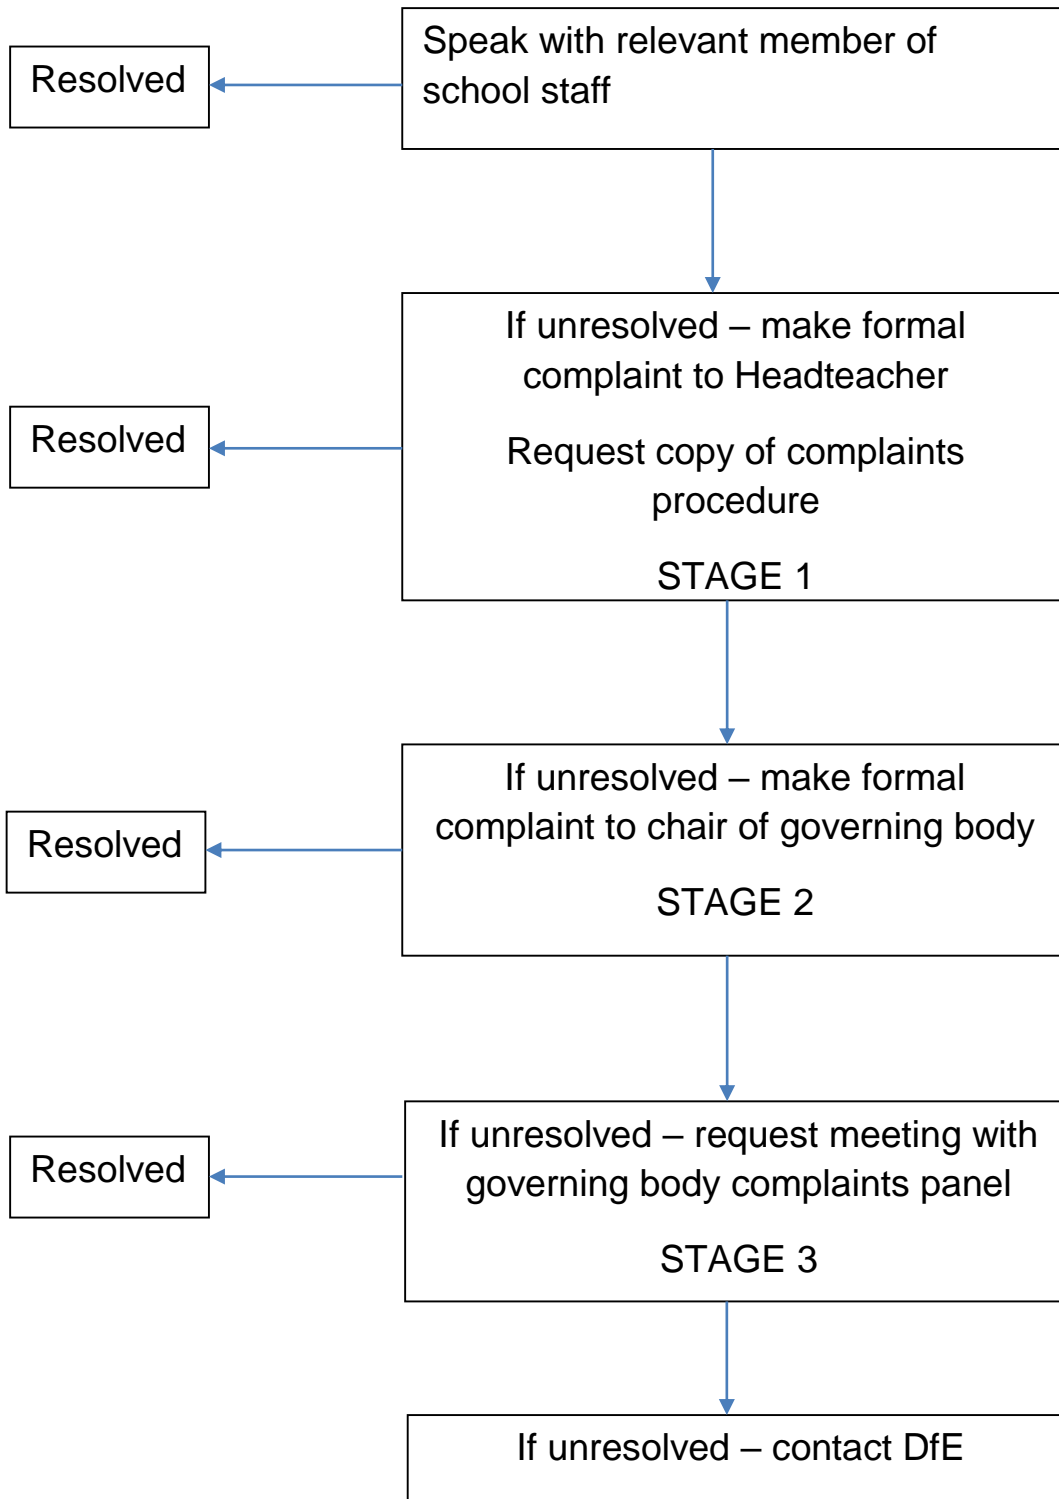 Speak with relevant member of
school staff
Resolved
If unresolved – make formal
complaint to Headteacher
Request copy of complaints
procedure
STAGE 1
Resolved
If unresolved – make formal
complaint to chair of governing body
STAGE 2
Resolved
If unresolved – request meeting with
governing body complaints panel
STAGE 3
Resolved
If unresolved – contact DfE